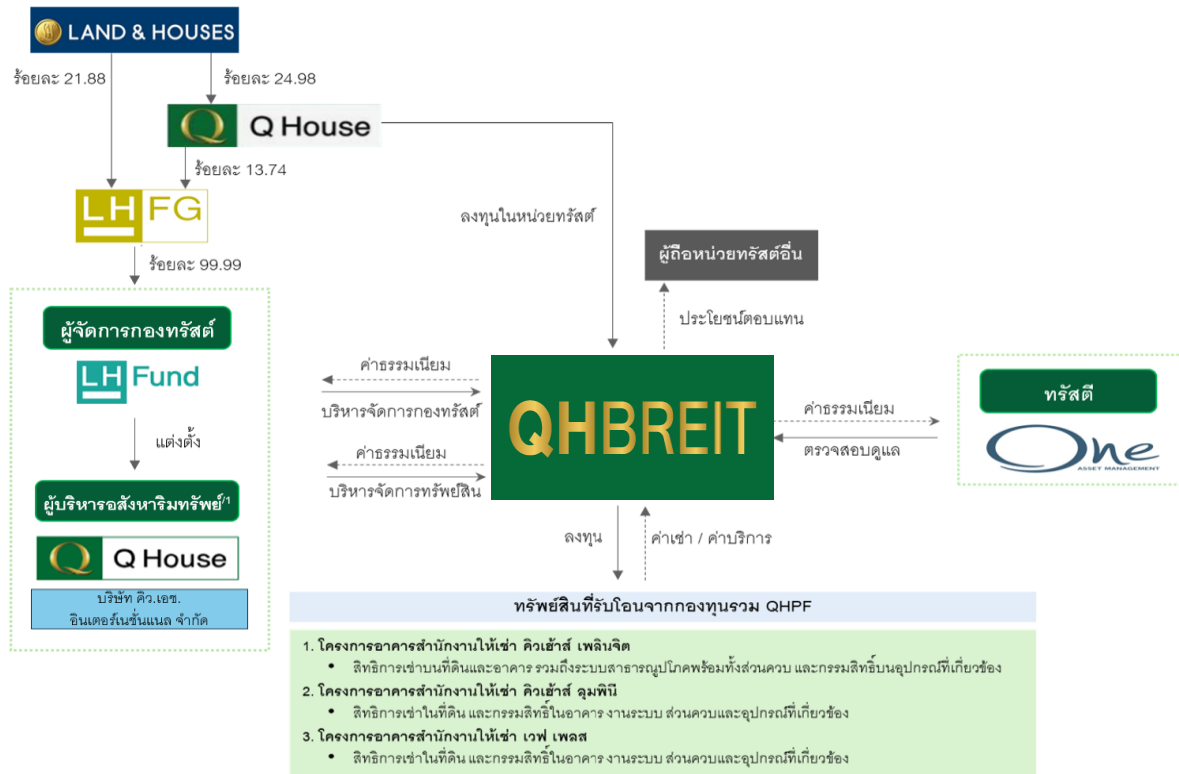 LAND & HOUSES
ร้อยละ 21.88
ร้อยละ 24.98
Q Q House
ร้อยละ 13.74
LH FG
ร้อยละ 99.99
ลงทุนในหน่วยทรัสต์
ผู้ถือหน่วยทรัสต์อื่น
ประโยชน์ตอบแทน
ผู้จัดการกองทรัสต์
LH Fund
แต่งตั้ง
ผู้บริหารอสังหาริมทรัพย์/1
Q Q House
บริษัท คิว.เอช.
อินเตอร์เนชั่นแนล จำกัด
ค่าธรรมเนียม
บริหารจัดการกองทรัสต์
ค่าธรรมเนียม
บริหารจัดการทรัพย์สิน
QHBREIT
ค่าธรรมเนียม
ตรวจสอบดูแล
ทรัสตี
One
ASSET MANAGEMENT
ลงทุน
ค่าเช่า / ค่าบริการ
ทรัพย์สินที่รับโอนจากกองทุนรวม QHPF
1. โครงการอาคารสำนักงานให้เช่า คิวเฮ้าส์ เพลินจิต
• สิทธิการเช่าบนที่ดินและอาคาร รวมถึงระบบสาธารณูปโภคพร้อมทั้งส่วนควบ และกรรมสิทธิ์บนอุปกรณ์ที่เกี่ยวข้อง
2. โครงการอาคารสำนักงานให้เช่า คิวเฮ้าส์ ลุมพินี
• สิทธิการเช่าในที่ดิน และกรรมสิทธิ์ในอาคาร งานระบบ ส่วนควบและอุปกรณ์ที่เกี่ยวข้อง
3. โครงการอาคารสำนักงานให้เช่า เวฟ เพลส
• สิทธิการเช่าในที่ดิน และกรรมสิทธิ์ในอาคาร งานระบบ ส่วนควบและอุปกรณ์ที่เกี่ยวข้อง